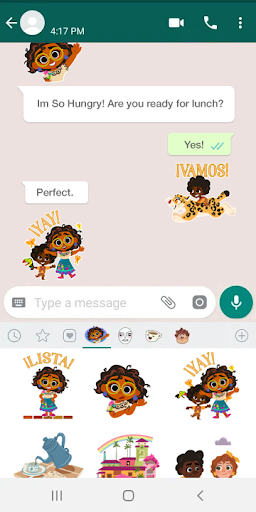 4:17 PM
Im So Hungry! Are you ready for lunch?
Yes!
¡VAMOS!
Perfect.
¡YAY!
Type a message
¡LISTA!
¡YAY!